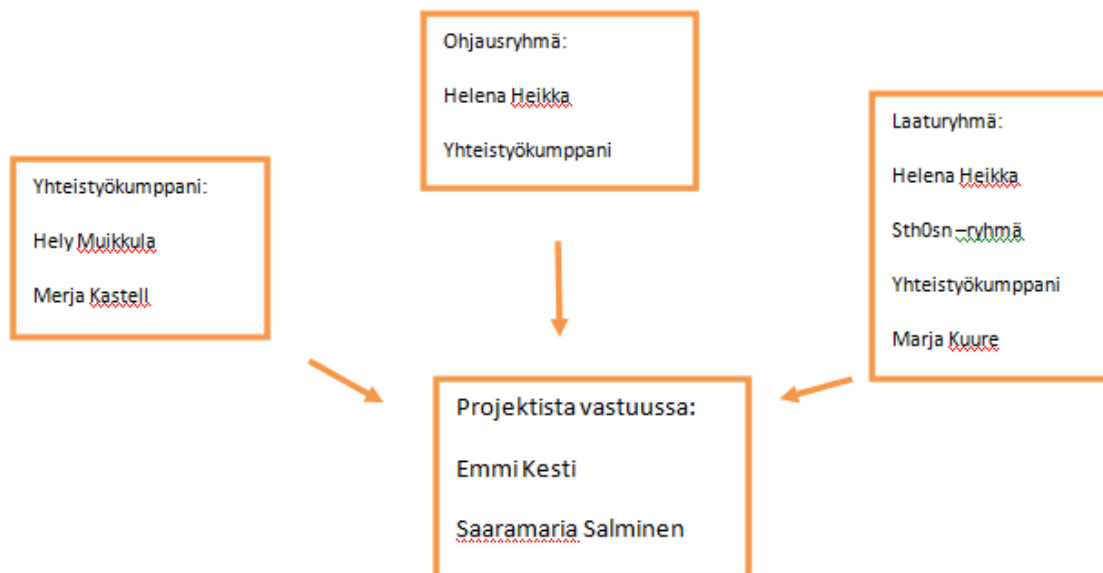 Ohjausryhmä:
Helena Heikka
Yhteistyökumppani
Laaturyhmä:
Helena Heikka
Sth0sn –ryhmä
Yhteistyökumppani
Marja Kuure
Yhteistyökumppani:
Hely Muikkula
Merja Kastell
Projektista vastuussa:
Emmi Kesti
Saaramaria Salminen